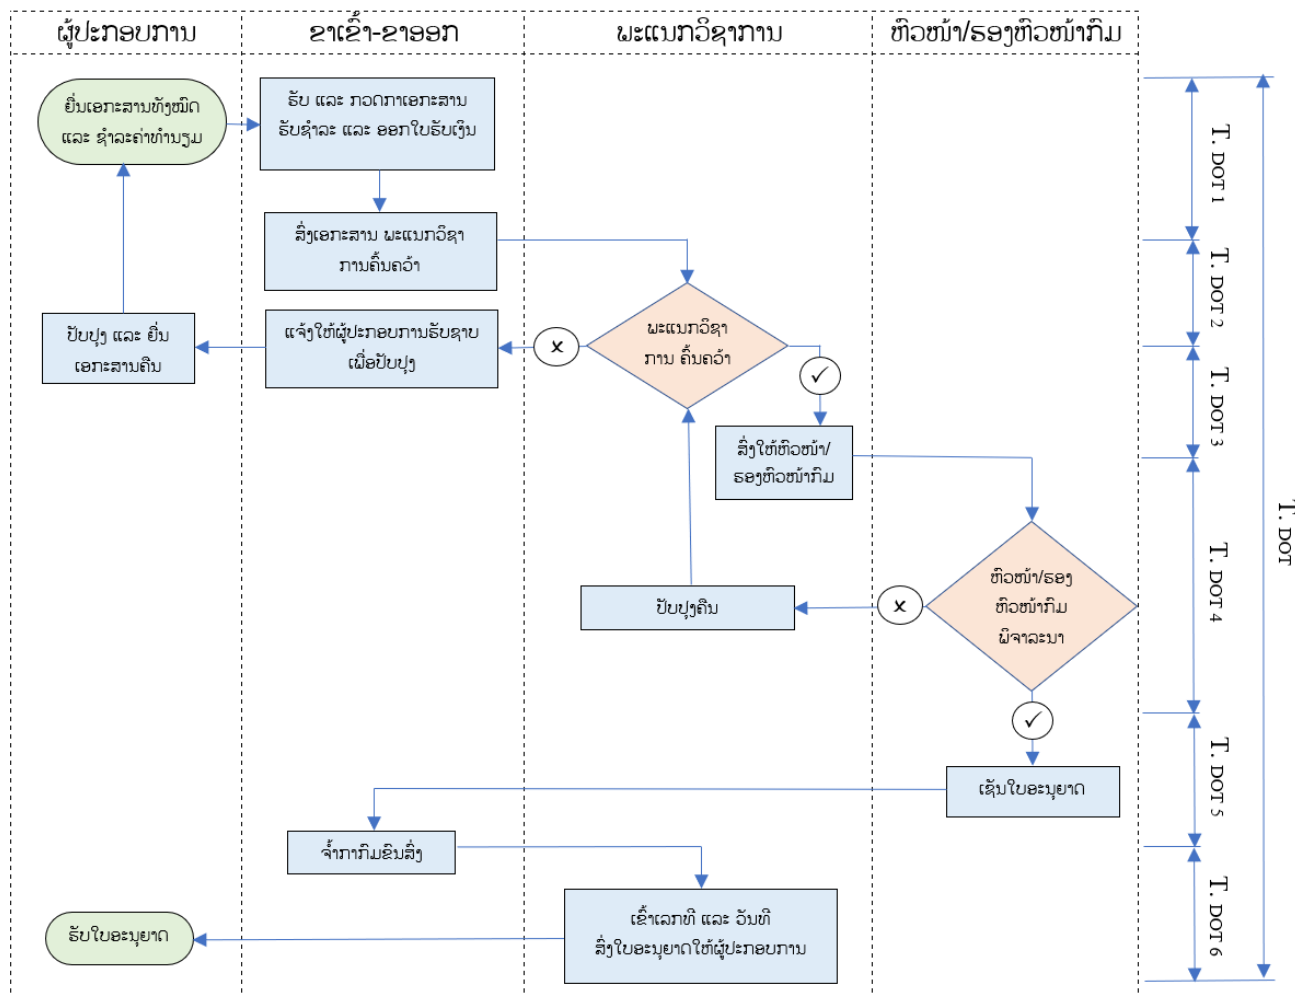 ຜູ້ປະກອບການ
ຂາເຂົ້າ-ຂາອອກ
ພະແນກວິຊາການ
ຫົວໜ້າ/ຮອງຫົວໜ້າກົມ
ຍື່ນເອກະສານທັງໝົດ
ແລະ ຊຳລະຄ່າທຳນຽມ
ຮັບ ແລະ ກວດກາເອກະສານ
ຮັບຊຳລະ ແລະ ອອກໃບຮັບເງິນ
T. DOT 1
ສົ່ງເອກະສານ ພະແນກວິຊາ
ການຄົ້ນຄວ້າ
T. DOT 2
ປັບປຸງ ແລະ ຍື່ນ
ເອກະສານຄືນ
ແຈ້ງໃຫ້ຜູ້ປະກອບການຮັບຊາບ
ເພື່ອປັບປຸງ
x
ພະແນກວິຊາ
ການ ຄົ້ນຄວ້າ
✓
T. DOT 3
ສົ່ງໃຫ້ຫົວໜ້າ/
ຮອງຫົວໜ້າກົມ
T. DOT
ປັບປຸງຄືນ
x
ຫົວໜ້າ/ຮອງ
ຫົວໜ້າກົມ
ພິຈາລະນາ
T. DOT 4
✓
ເຊັນໃບອະນຸຍາດ
T. DOT 5
ຈ້ຳກາກົມຂົນສົ່ງ
ເຂົ້າເລກທີ ແລະ ວັນທີ
ສົ່ງໃບອະນຸຍາດໃຫ້ຜູ້ປະກອບການ
ຮັບໃບອະນຸຍາດ
T. DOT 6